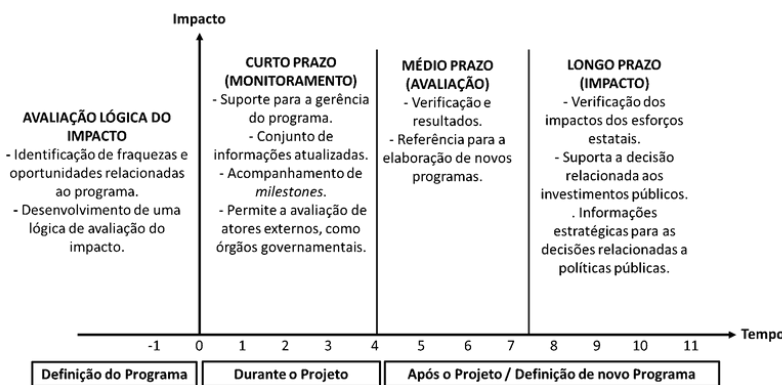 Impacto
AVALIAÇÃO LÓGICA DO
IMPACTO
- Identificação de fraquezas e
oportunidades relacionadas
ao programa.
- Desenvolvimento de uma
lógica de avaliação do
impacto.
CURTO PRAZO
(MONITORAMENTO)
- Suporte para a gerência
do programa.
- Conjunto de
informações atualizadas.
- Acompanhamento de
milestones.
- Permite a avaliação de
atores externos, como
órgãos governamentais.
MÉDIO PRAZO
(AVALIAÇÃO)
- Verificação e
resultados.
- Referência para a
elaboração de novos
programas.
LONGO PRAZO
(IMPACTO)
- Verificação dos
impactos dos esforços
estatais.
- Suporta a decisão
relacionada aos
investimentos públicos.
. Informações
estratégicas para as
decisões relacionadas a
políticas públicas.
-1 0 1 2 3 4 5 6 7 8 9 10 11
Tempo
Definição do Programa
Durante o Projeto
Após o Projeto / Definição de novo Programa